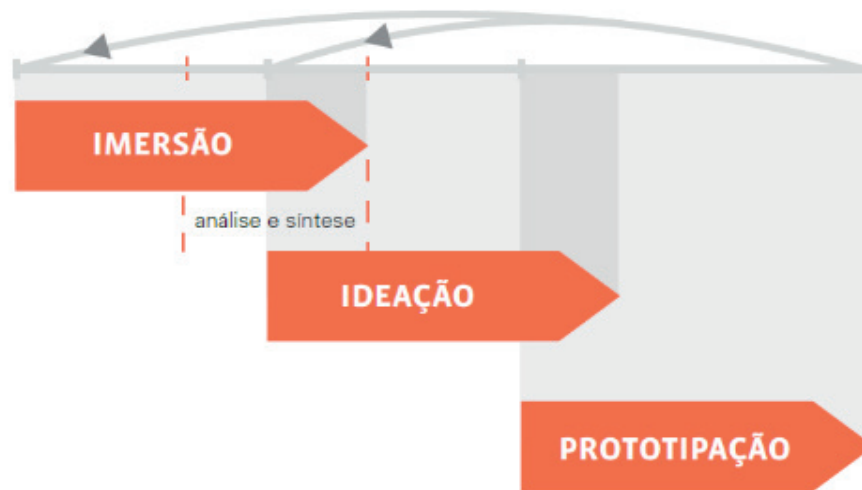 IMERSÃO
análise e síntese
IDEAÇÃO
PROTOTIPAÇÃO